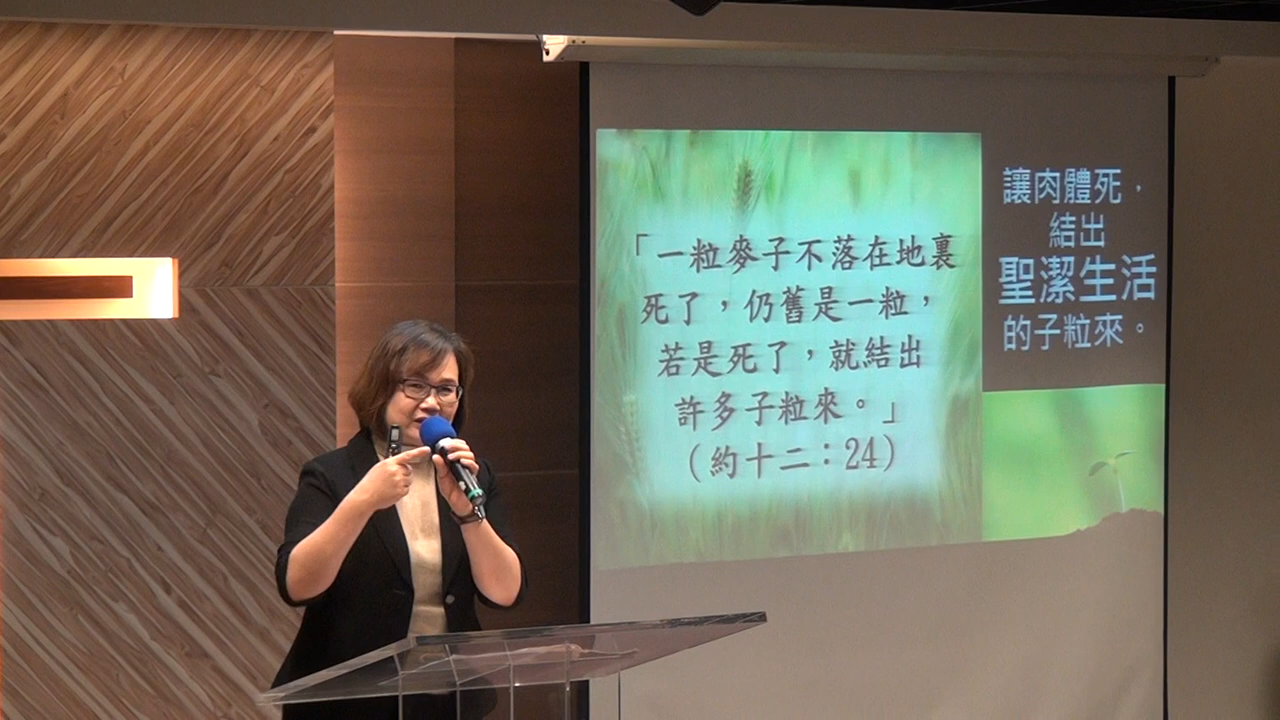 「一粒麥子不落在地裏
死了，仍舊是一粒，
若是死了，就結出
許多子粒來。」
（約十二：24）
讓肉體死，
結出
聖潔生活
的子粒來。